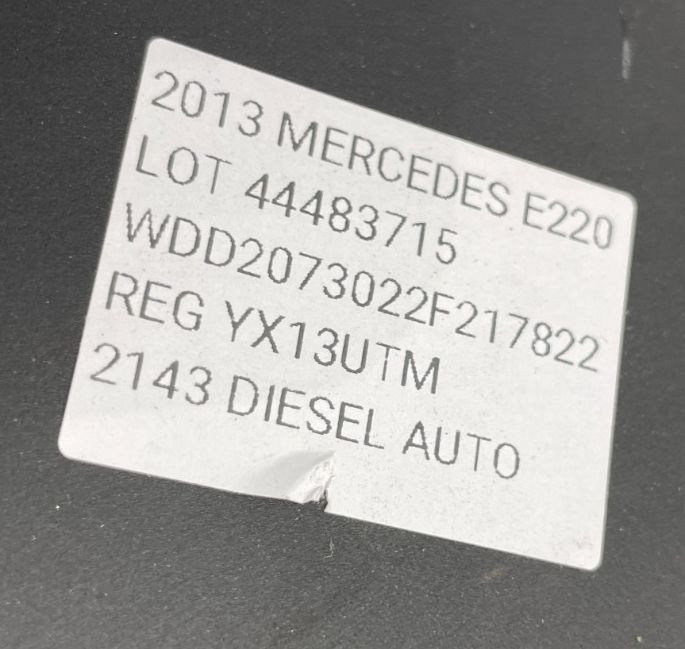 2013 MERCEDES E220
LOT 44483715
WDD2073022F217822
REG YX13UTM
2143 DIESEL AUTO